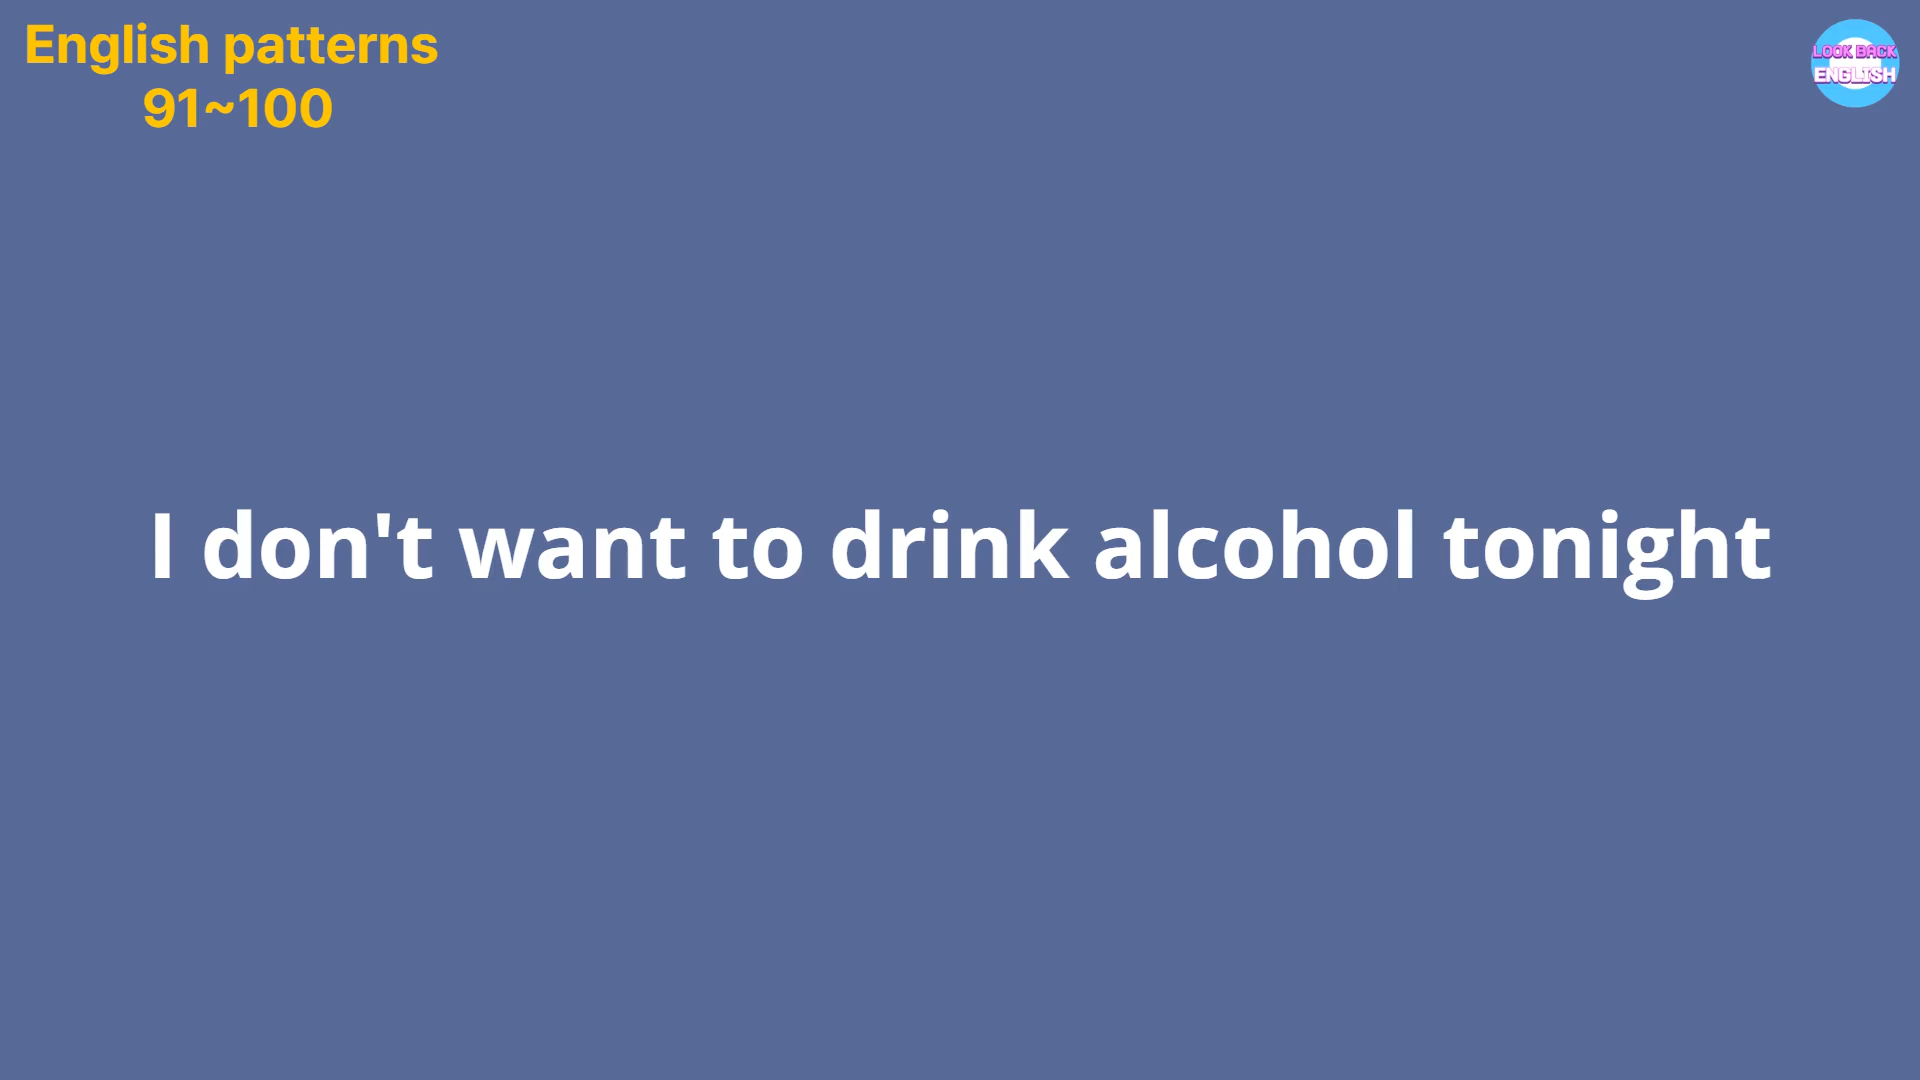 English patterns
91~100
LOOK BACK
ENGLISH
I don't want to drink alcohol tonight